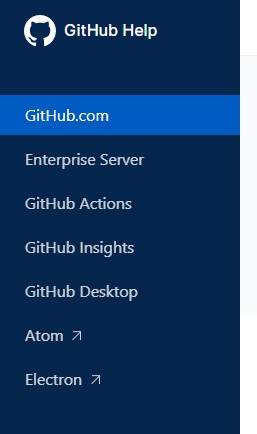 GitHub Help
GitHub.com
Enterprise Server
GitHub Actions
GitHub Insights
GitHub Desktop
Atom ↗
Electron ↗